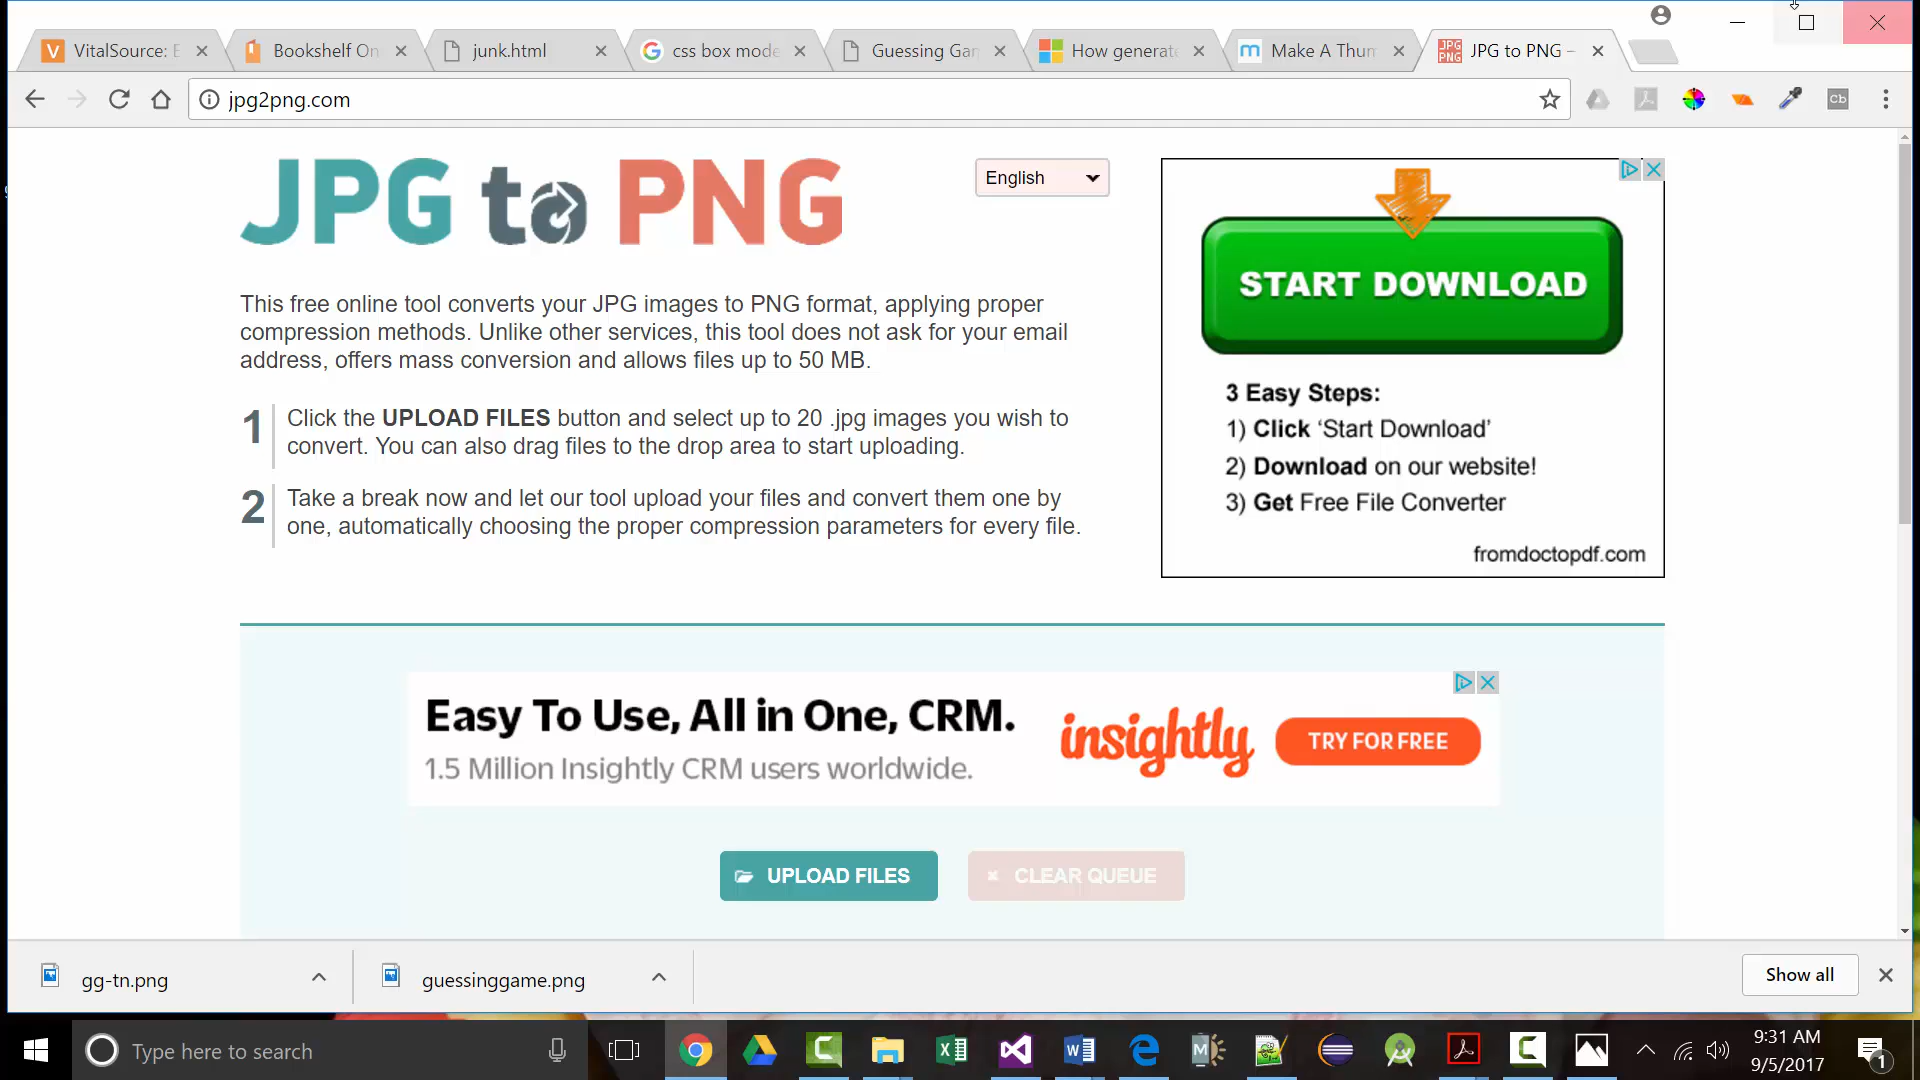 VitalSource: E
Bookshelf On
junk.html
css box mode
Guessing Gan
How generate
Make A Thum
JPG to PNG –
jpg2png.com
Cb
JPG to PNG
English
This free online tool converts your JPG images to PNG format, applying proper
compression methods. Unlike other services, this tool does not ask for your email
address, offers mass conversion and allows files up to 50 MB.
1
Click the UPLOAD FILES button and select up to 20 .jpg images you wish to
convert. You can also drag files to the drop area to start uploading.
2
Take a break now and let our tool upload your files and convert them one by
one, automatically choosing the proper compression parameters for every file.
START DOWNLOAD
3 Easy Steps:
1) Click ‘Start Download’
2) Download on our website!
3) Get Free File Converter
fromdoctopdf.com
Easy To Use, All in One, CRM.
1.5 Million Insightly CRM users worldwide.
insightly
TRY FOR FREE
UPLOAD FILES
CLEAR QUEUE
gg-tn.png
guessinggame.png
Show all
Type here to search
9:31 AM
9/5/2017
1